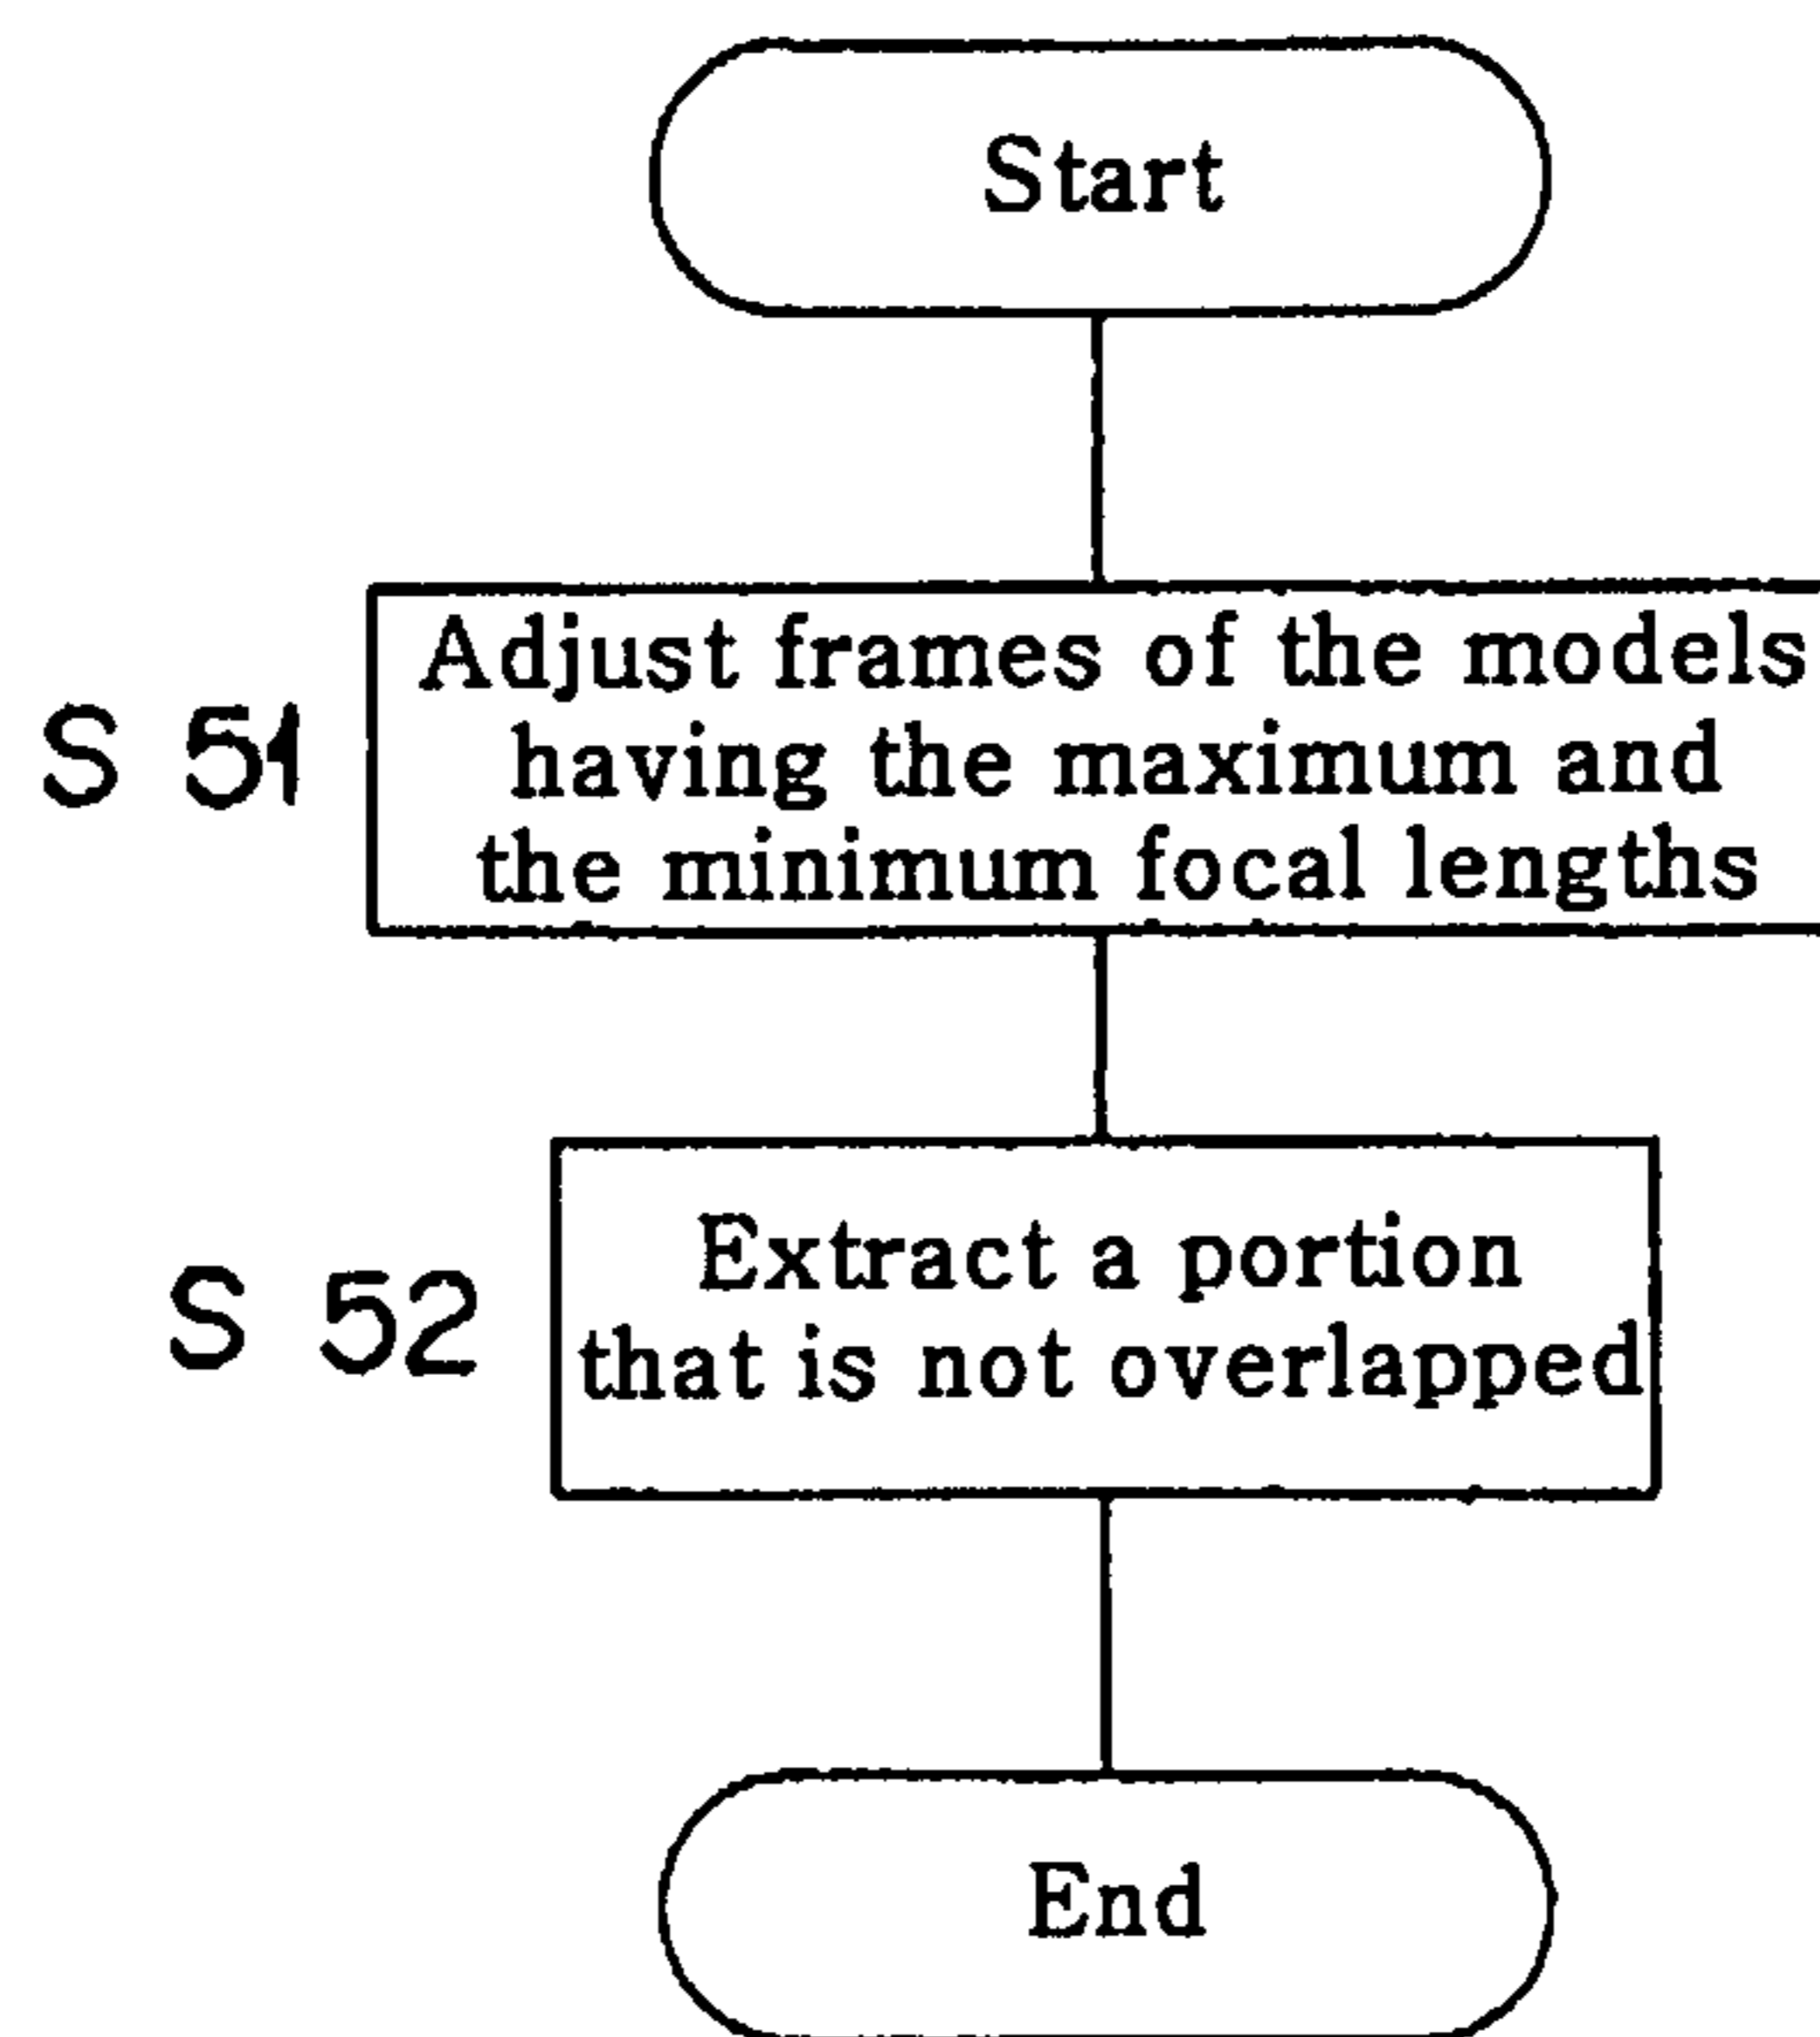 Start
S 51
Adjust frames of the models
having the maximum and
the minimum focal lengths
S 52
Extract a portion
that is not overlapped
End